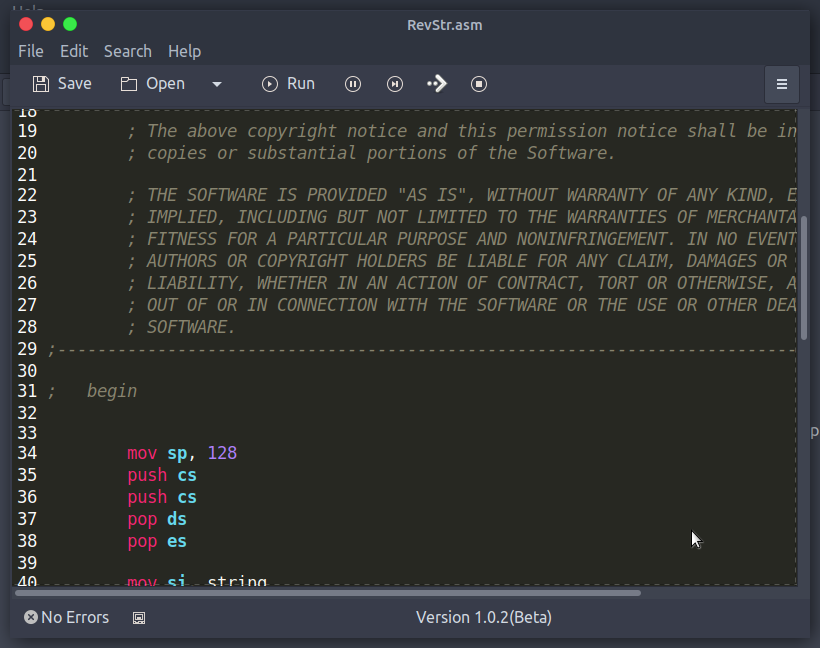 RevStr.asm
File Edit Search Help
Save Open Run
18
19 ; The above copyright notice and this permission notice shall be in
20 ; copies or substantial portions of the Software.
21
22 ; THE SOFTWARE IS PROVIDED "AS IS", WITHOUT WARRANTY OF ANY KIND, E
23 ; IMPLIED, INCLUDING BUT NOT LIMITED TO THE WARRANTIES OF MERCHANTA
24 ; FITNESS FOR A PARTICULAR PURPOSE AND NONINFRINGEMENT. IN NO EVENT
25 ; AUTHORS OR COPYRIGHT HOLDERS BE LIABLE FOR ANY CLAIM, DAMAGES OR
26 ; LIABILITY, WHETHER IN AN ACTION OF CONTRACT, TORT OR OTHERWISE, A
27 ; OUT OF OR IN CONNECTION WITH THE SOFTWARE OR THE USE OR OTHER DEA
28 ; SOFTWARE.
29 ;---------------------------------------------------------------------------
30
31 ; begin
32
33
34 mov sp, 128
35 push cs
36 push cs
37 pop ds
38 pop es
39
40 mov si, string
No Errors Version 1.0.2(Beta)